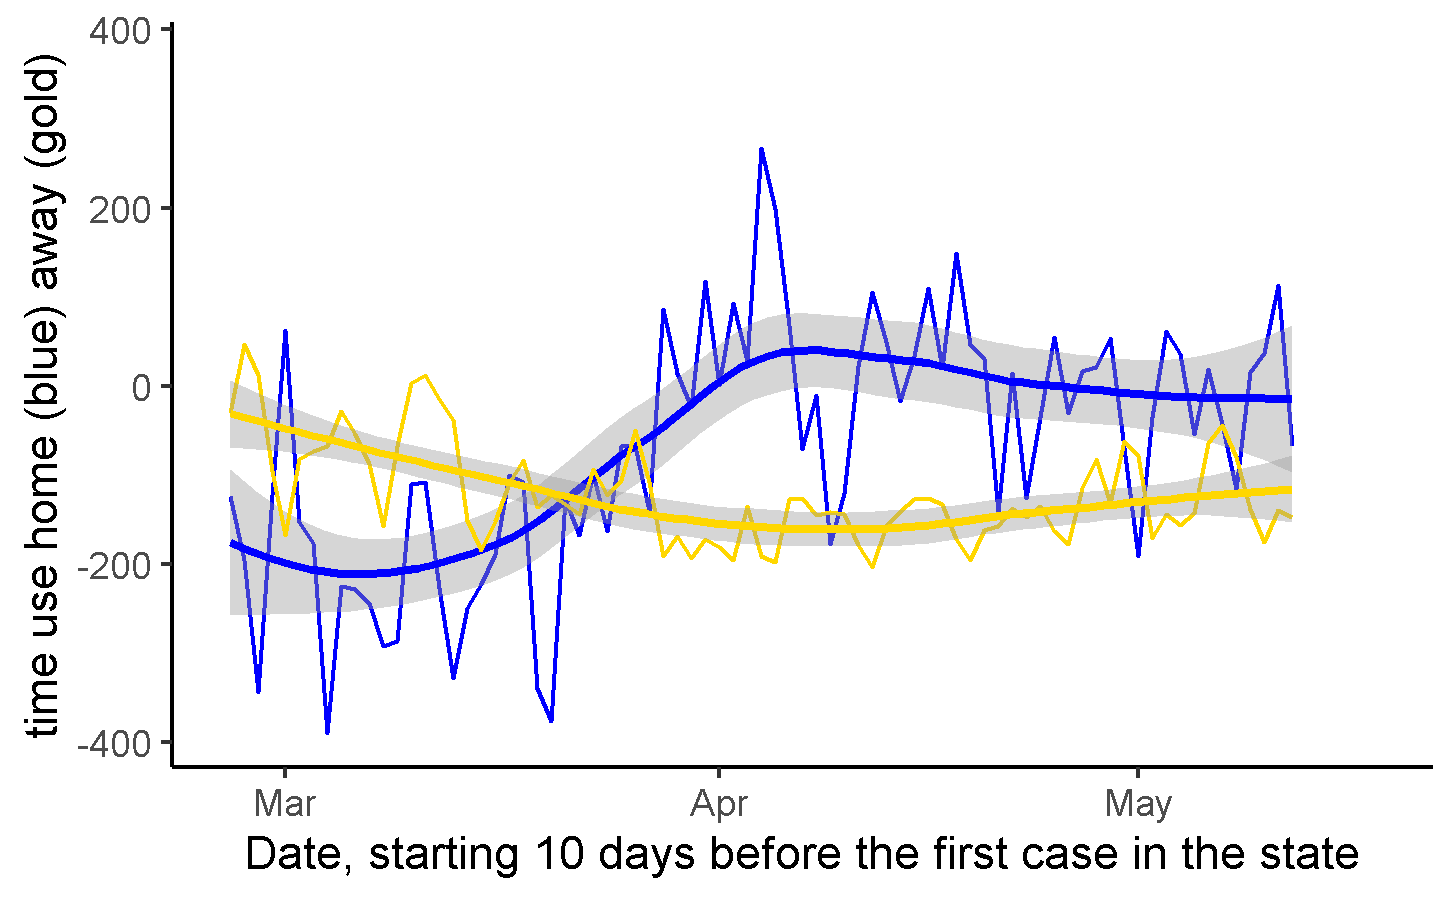 time use home (blue) away (gold)
400
200
0
-200
-400
Mar
Apr
May
Date, starting 10 days before the first case in the state